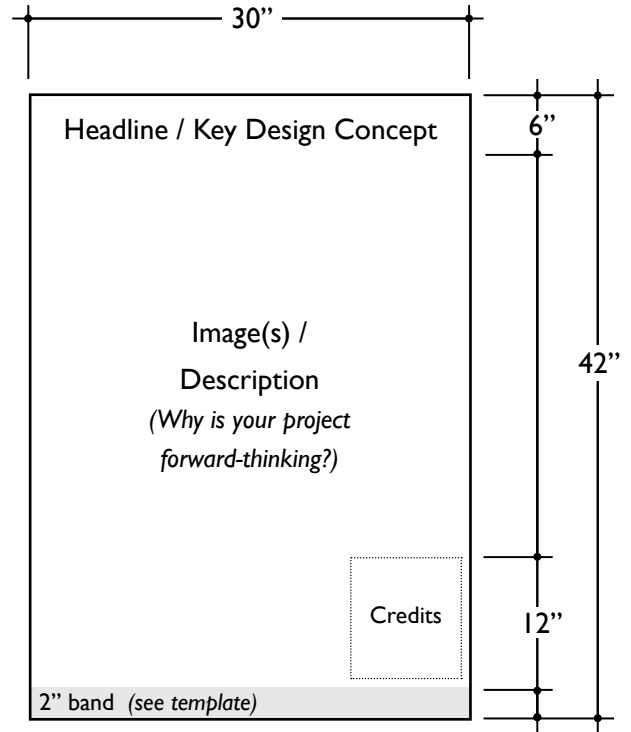 30”
Headline / Key Design Concept
6”
Image(s) /
Description
(Why is your project
forward-thinking?)
42”
Credits
12”
2” band (see template)